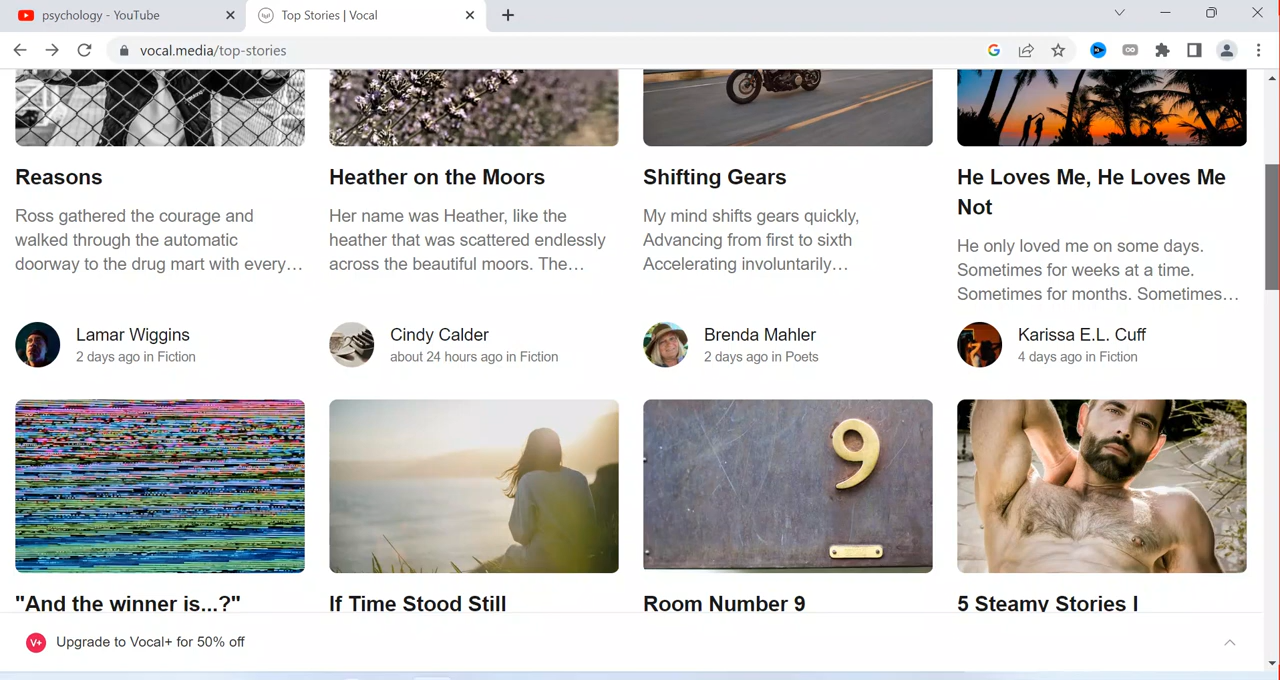 psychology - YouTube
Top Stories | Vocal
vocal.media/top-stories
Reasons
Ross gathered the courage and
walked through the automatic
doorway to the drug mart with every…
Lamar Wiggins
2 days ago in Fiction
Heather on the Moors
Her name was Heather, like the
heather that was scattered endlessly
across the beautiful moors. The…
Cindy Calder
about 24 hours ago in Fiction
Shifting Gears
My mind shifts gears quickly,
Advancing from first to sixth
Accelerating involuntarily…
Brenda Mahler
2 days ago in Poets
He Loves Me, He Loves Me
Not
He only loved me on some days.
Sometimes for weeks at a time.
Sometimes for months. Sometimes…
Karissa E.L. Cuff
4 days ago in Fiction
"And the winner is...?"
If Time Stood Still
9
Room Number 9
5 Steamy Stories I
V+
Upgrade to Vocal+ for 50% off